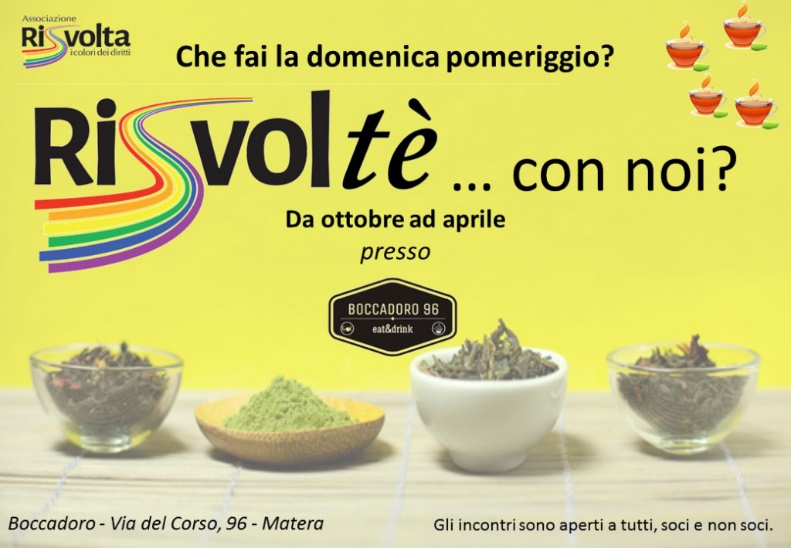 Associazione
RiSvolta
i colori dei diritti
Che fai la domenica pomeriggio?
RiSvoltè ... con noi?
Da ottobre ad aprile
presso
BOCCADORO 96
eat&drink
Boccadoro - Via del Corso, 96 - Matera
Gli incontri sono aperti a tutti, soci e non soci.